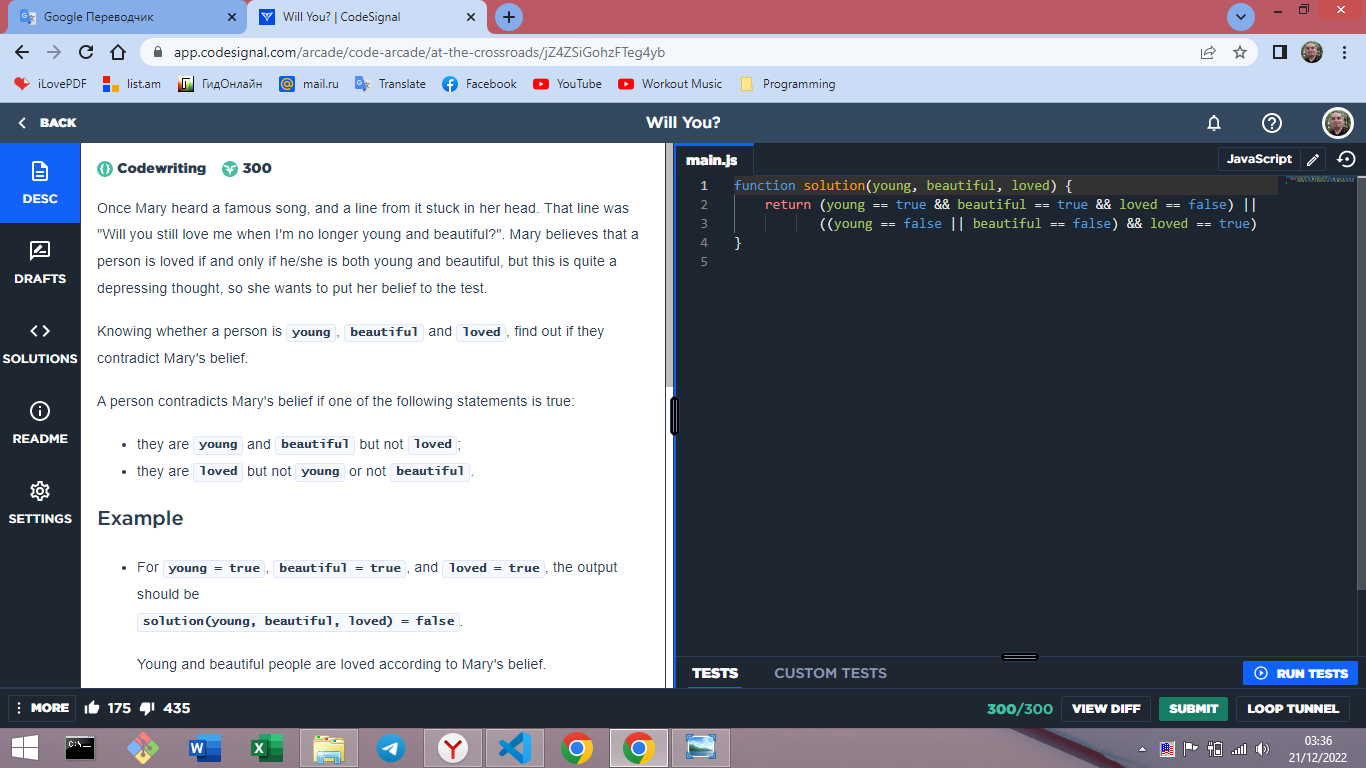 Google Переводчик
Will You? | CodeSignal
app.codesignal.com/arcade/code-arcade/at-the-crossroads/jZ4ZSiGohzFTeg4yb
iLovePDF
list.am
ГидОнлайн
mail.ru
Translate
Facebook
YouTube
Workout Music
Programming
BACK
Will You?
DESC
DRAFTS
SOLUTIONS
README
SETTINGS
Codewriting
300
Once Mary heard a famous song, and a line from it stuck in her head. That line was
"Will you still love me when I'm no longer young and beautiful?". Mary believes that a
person is loved if and only if he/she is both young and beautiful, but this is quite a
depressing thought, so she wants to put her belief to the test.
Knowing whether a person is young, beautiful and loved, find out if they
contradict Mary's belief.
A person contradicts Mary's belief if one of the following statements is true:
• they are young and beautiful but not loved;
• they are loved but not young or not beautiful.
Example
• For young = true, beautiful = true, and loved = true, the output
should be
solution(young, beautiful, loved) = false.
Young and beautiful people are loved according to Mary's belief.
main.js
JavaScript
1 function solution(young, beautiful, loved) {
2 return (young == true && beautiful == true && loved == false) ||
3 ((young == false || beautiful == false) && loved == true)
4 }
5
TESTS
CUSTOM TESTS
RUN TESTS
MORE
175
435
300/300
VIEW DIFF
SUBMIT
LOOP TUNNEL
C:\_
03:36
21/12/2022